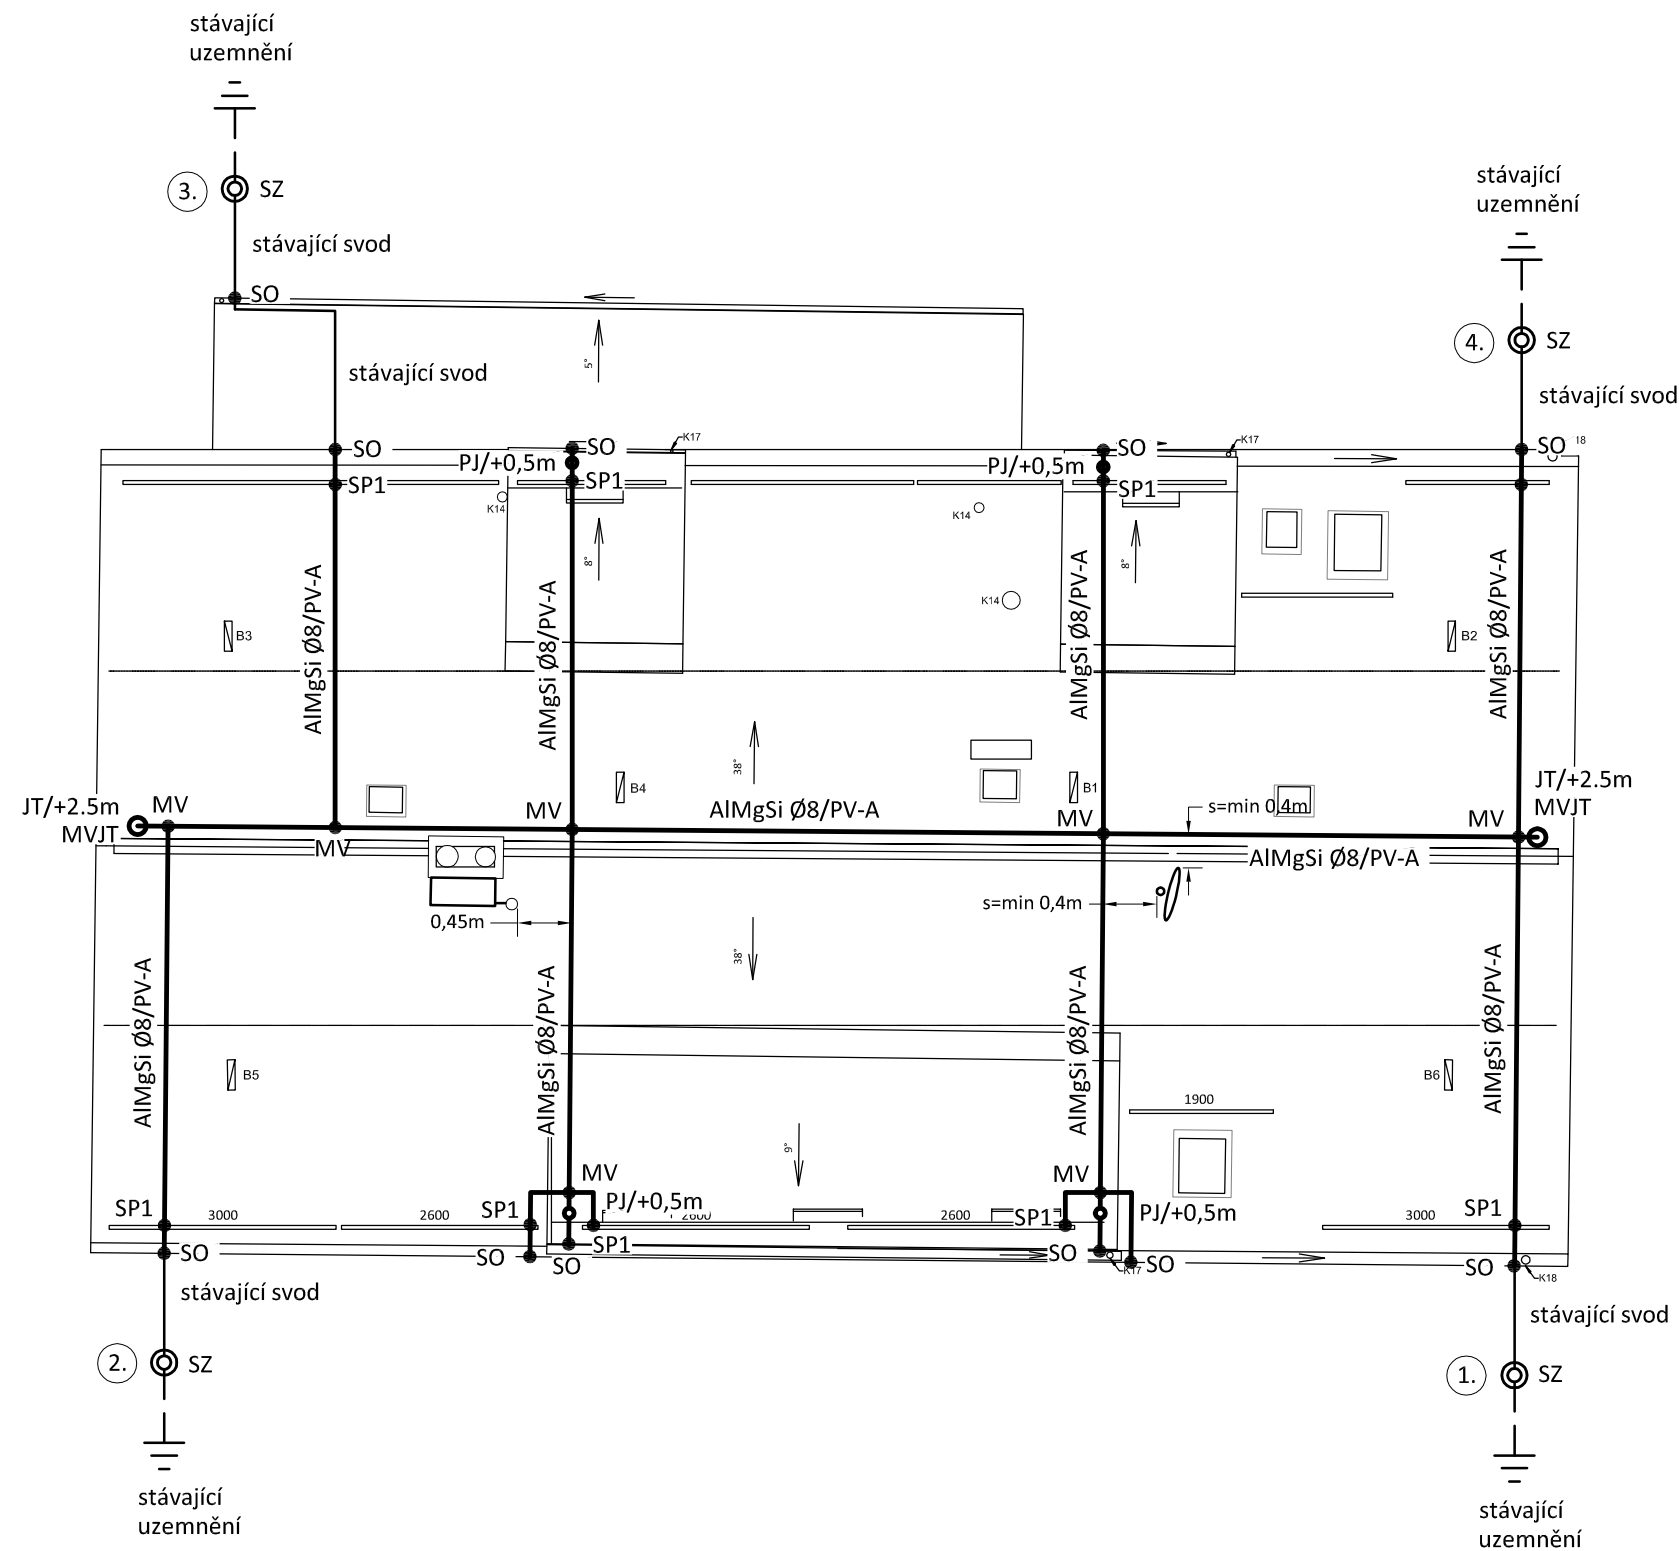 stávající
uzemnění
3.
SZ
stávající svod
SO
stávající svod
5°
stávající
uzemnění
4.
SZ
stávající svod
SO
SO
K17
SO
K17
SO
18
PJ/+0,5m
PJ/+0,5m
SP1
SP1
SP1
K14
K14
K14
8°
8°
AlMgSi Ø8/PV-A
AlMgSi Ø8/PV-A
AlMgSi Ø8/PV-A
AlMgSi Ø8/PV-A
B3
B2
38°
B4
B1
JT/+2.5m
MVJT
MV
MV
MV
AlMgSi Ø8/PV-A
MV
s=min 0,4m
MV
JT/+2.5m
MVJT
AlMgSi Ø8/PV-A
0,45m
s=min 0,4m
38°
AlMgSi Ø8/PV-A
AlMgSi Ø8/PV-A
AlMgSi Ø8/PV-A
AlMgSi Ø8/PV-A
B5
B6
1900
9°
MV
MV
SP1
3000
2600
SP1
PJ/+0,5m
2600
2600
SP1
PJ/+0,5m
SP1
3000
SO
SO
SP1
SO
SO
K17
SO
SO
K18
stávající svod
stávající svod
2.
SZ
1.
SZ
stávající
uzemnění
stávající
uzemnění